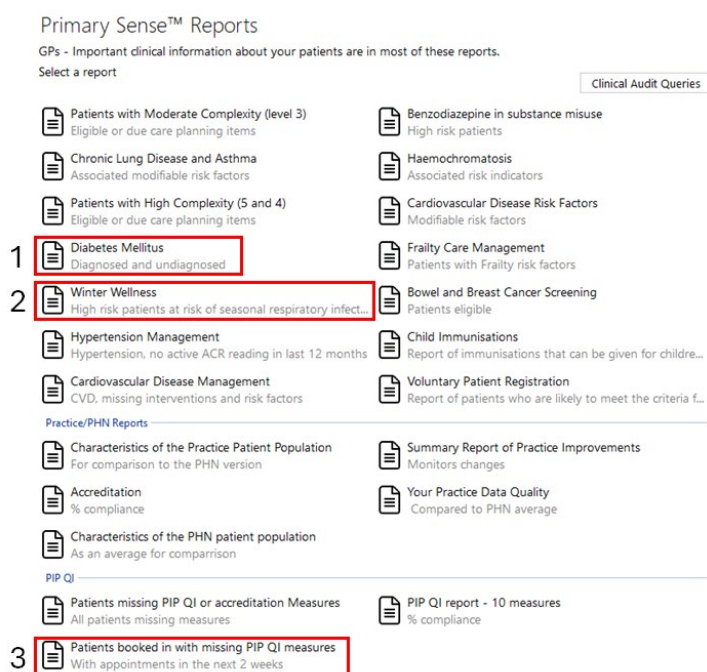 Primary Sense™ Reports
GPs - Important clinical information about your patients are in most of these reports.
Select a report
Clinical Audit Queries
Patients with Moderate Complexity (level 3)
Eligible or due care planning items
Benzodiazepine in substance misuse
High risk patients
Chronic Lung Disease and Asthma
Associated modifiable risk factors
Haemochromatosis
Associated risk indicators
Patients with High Complexity (5 and 4)
Eligible or due care planning items
Cardiovascular Disease Risk Factors
Modifiable risk factors
1
Diabetes Mellitus
Diagnosed and undiagnosed
Frailty Care Management
Patients with Frailty risk factors
2
Winter Wellness
High risk patients at risk of seasonal respiratory infect...
Bowel and Breast Cancer Screening
Patients eligible
Hypertension Management
Hypertension, no active ACR reading in last 12 months
Child Immunisations
Report of immunisations that can be given for childre...
Cardiovascular Disease Management
CVD, missing interventions and risk factors
Voluntary Patient Registration
Report of patients who are likely to meet the criteria f...
Practice/PHN Reports
Characteristics of the Practice Patient Population
For comparison to the PHN version
Summary Report of Practice Improvements
Monitors changes
Accreditation
% compliance
Your Practice Data Quality
Compared to PHN average
Characteristics of the PHN patient population
As an average for comparrison
PIP QI
Patients missing PIP QI or accreditation Measures
All patients missing measures
PIP QI report - 10 measures
% compliance
3
Patients booked in with missing PIP QI measures
With appointments in the next 2 weeks